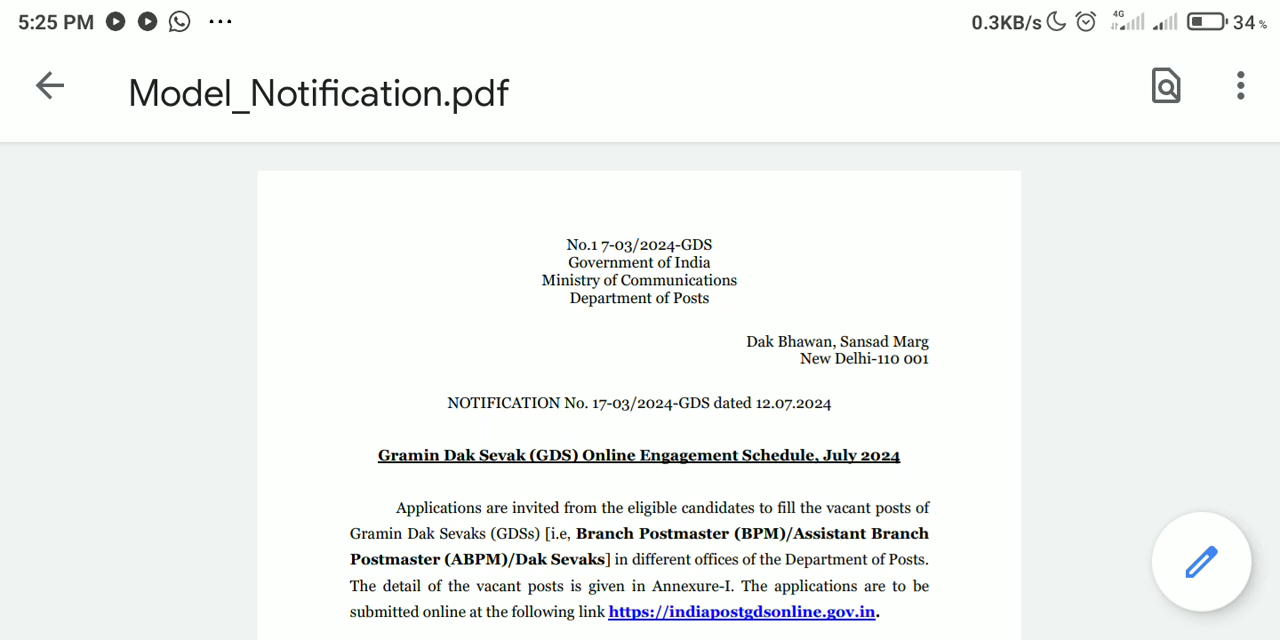 5:25 PM ... 0.3KB/s 4G 34 %
Model_Notification.pdf
No.1 7-03/2024-GDS
Government of India
Ministry of Communications
Department of Posts
Dak Bhawan, Sansad Marg
New Delhi-110 001
NOTIFICATION No. 17-03/2024-GDS dated 12.07.2024
Gramin Dak Sevak (GDS) Online Engagement Schedule, July 2024
Applications are invited from the eligible candidates to fill the vacant posts of
Gramin Dak Sevaks (GDSs) [i.e, Branch Postmaster (BPM)/Assistant Branch
Postmaster (ABPM)/Dak Sevaks] in different offices of the Department of Posts.
The detail of the vacant posts is given in Annexure-I. The applications are to be
submitted online at the following link https://indiapostgdsonline.gov.in.